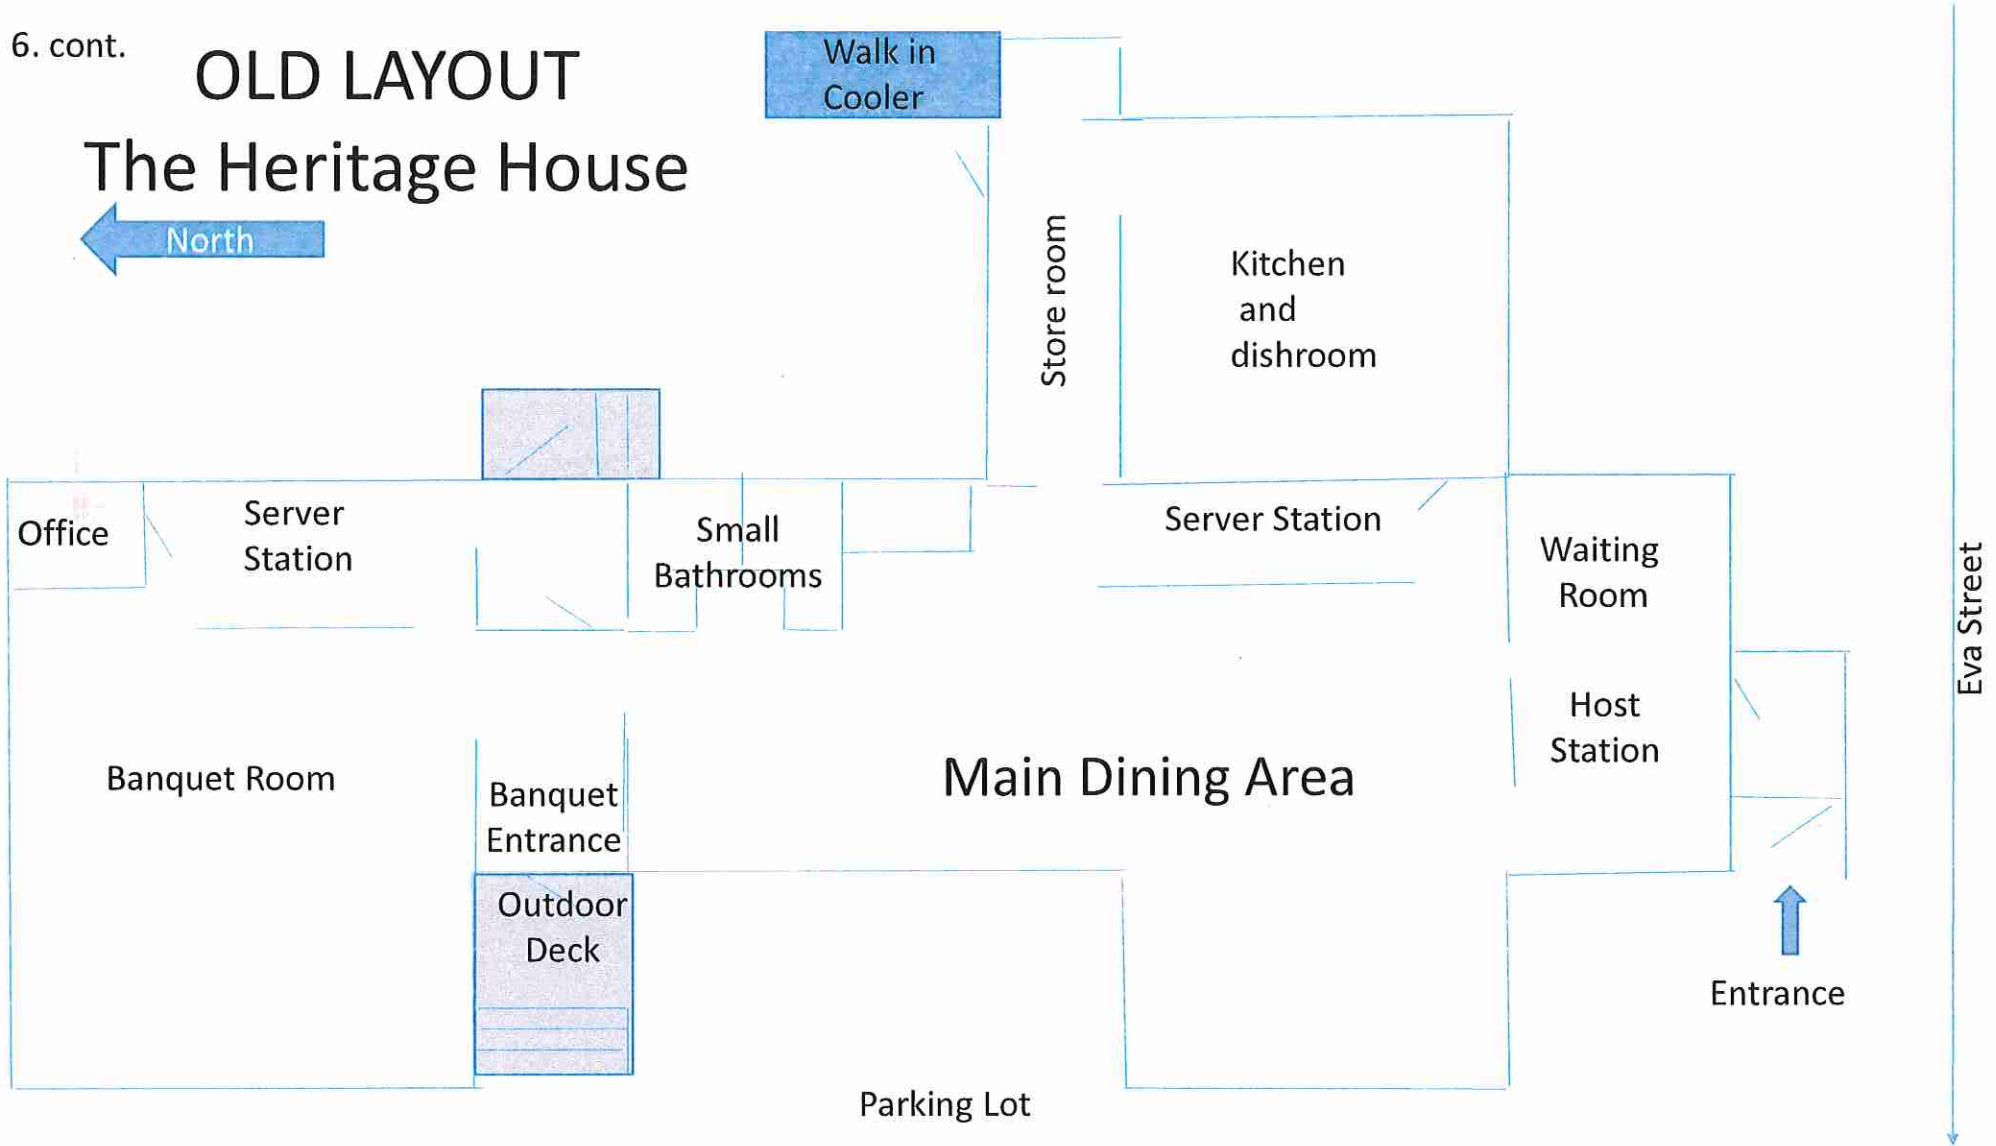 6. cont.
OLD LAYOUT
The Heritage House
North
Walk in
Cooler
Store room
Kitchen
and
dishroom
Office
Server
Station
Small
Bathrooms
Server Station
Waiting
Room
Host
Station
Eva Street
Banquet Room
Banquet
Entrance
Main Dining Area
Outdoor
Deck
Entrance
Parking Lot